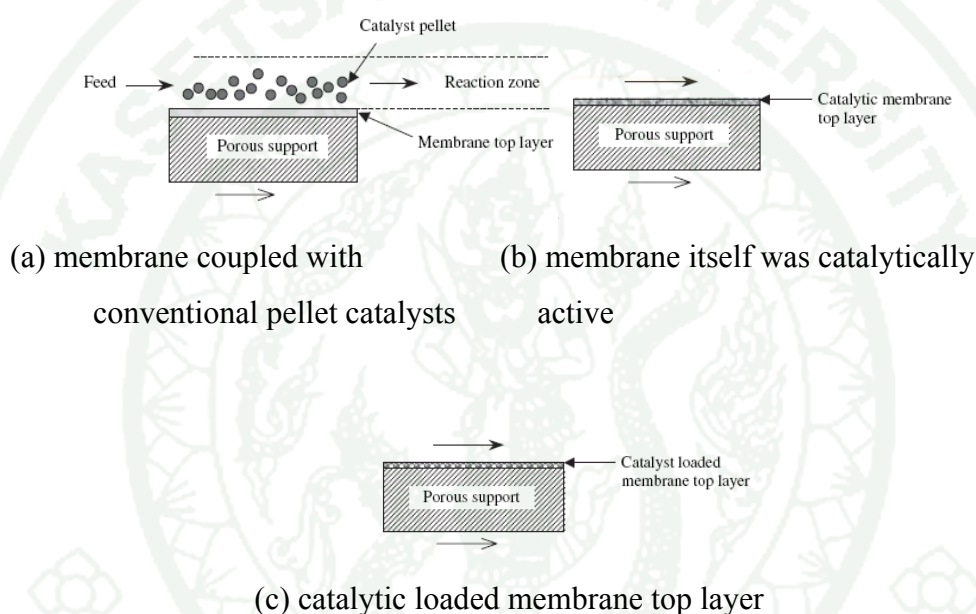 Catalyst pellet
Feed
Reaction zone
Porous support
Membrane top layer
Catalytic membrane
top layer
Porous support
(a) membrane coupled with
conventional pellet catalysts
(b) membrane itself was catalytically
active
Catalyst loaded
membrane top layer
Porous support
(c) catalytic loaded membrane top layer